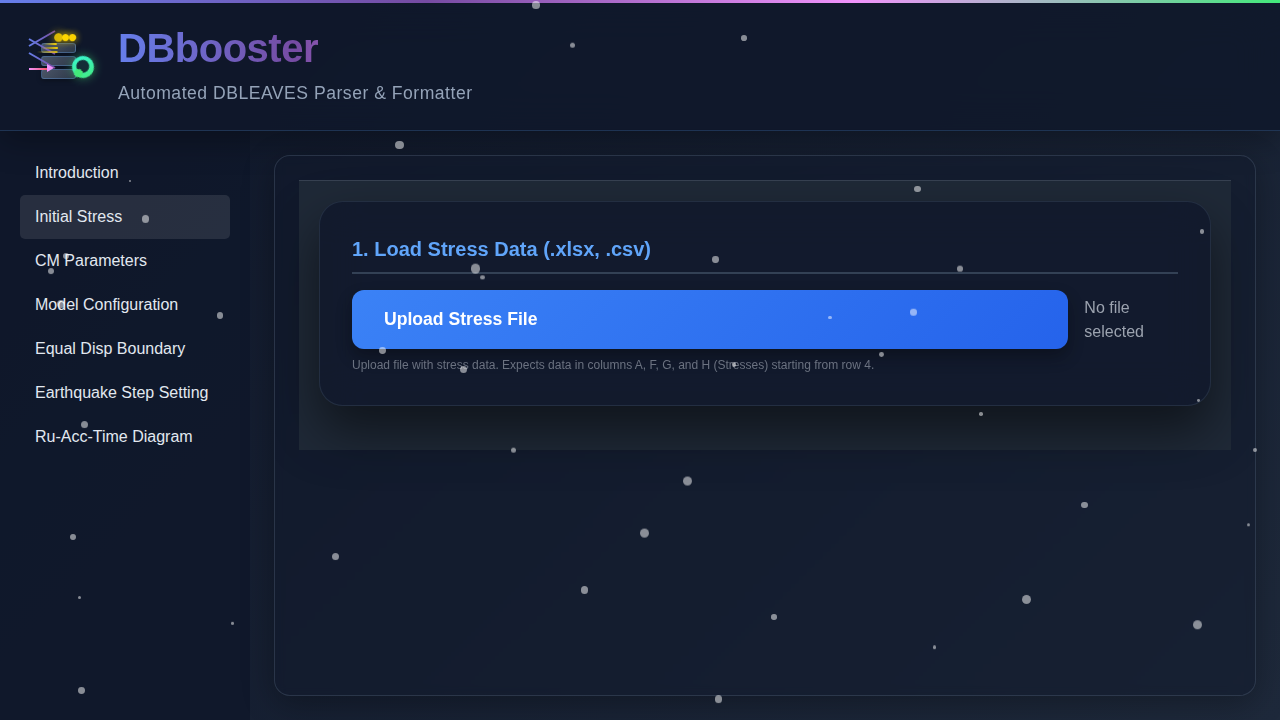 DBbooster
Automated DBLEAVES Parser & Formatter
Introduction
Initial Stress
CM Parameters
Model Configuration
Equal Disp Boundary
Earthquake Step Setting
Ru-Acc-Time Diagram
1. Load Stress Data (.xlsx, .csv)
Upload Stress File
No file
selected
Upload file with stress data. Expects data in columns A, F, G, and H (Stresses) starting from row 4.